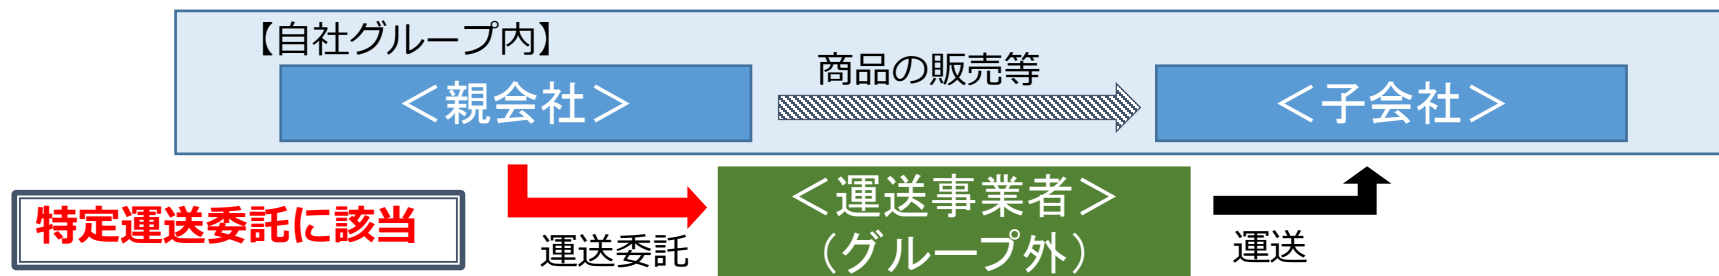 【自社グループ内】
商品の販売等
＜親会社＞
＜子会社＞
特定運送委託に該当
運送委託
＜運送事業者＞
（グループ外）
運送